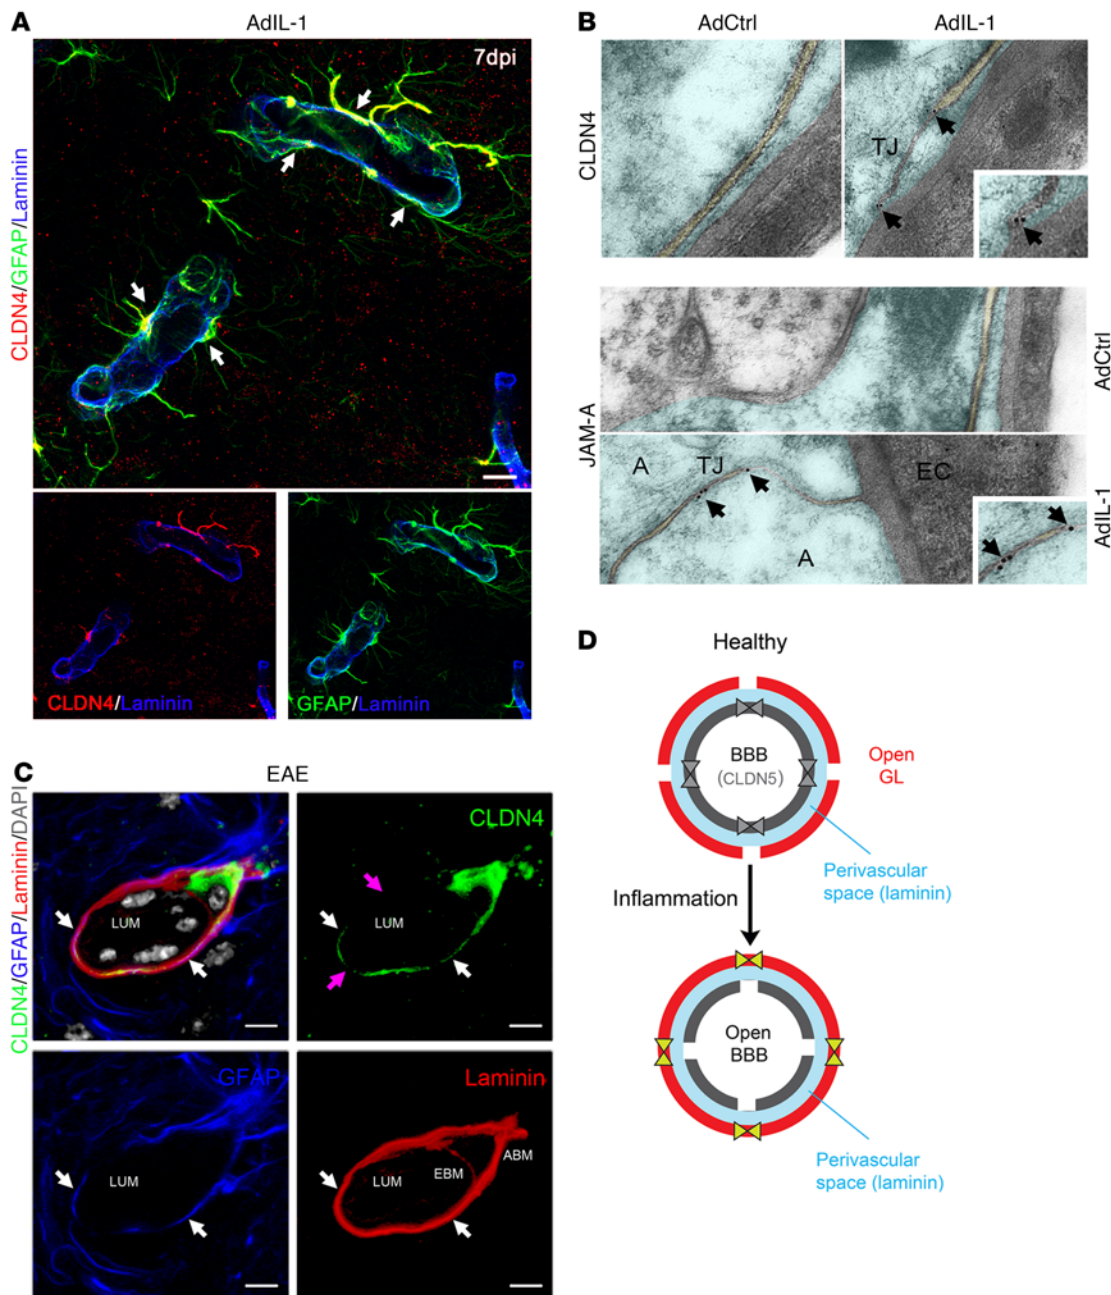 A
AdIL-1
CLDN4/GFAP/Laminin
7dpi
CLDN4/Laminin
GFAP/Laminin
B
AdCtrl
AdIL-1
CLDN4
TJ
JAM-A
AdCtrl
A
TJ
EC
A
AdIL-1
C
EAE
CLDN4/GFAP/Laminin/DAPI
LUM
CLDN4
LUM
GFAP
LUM
Laminin
ABM
EBM
LUM
D
Healthy
BBB
(CLDN5)
Open
GL
Perivascular
space (laminin)
Inflammation
Open
BBB
Perivascular
space (laminin)